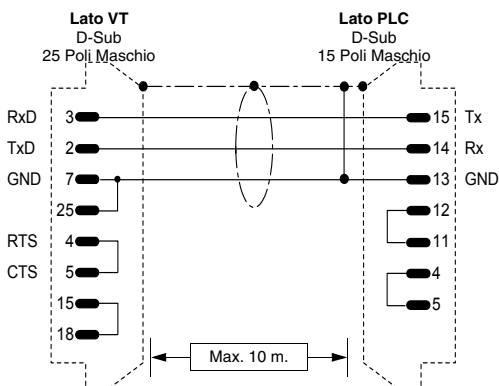 Lato VT
D-Sub
25 Poli Maschio
Lato PLC
D-Sub
15 Poli Maschio
RxD 3 15 Tx
TxD 2 14 Rx
GND 7 13 GND
25 12
RTS 4 11
CTS 5 4
15 5
18
Max. 10 m.